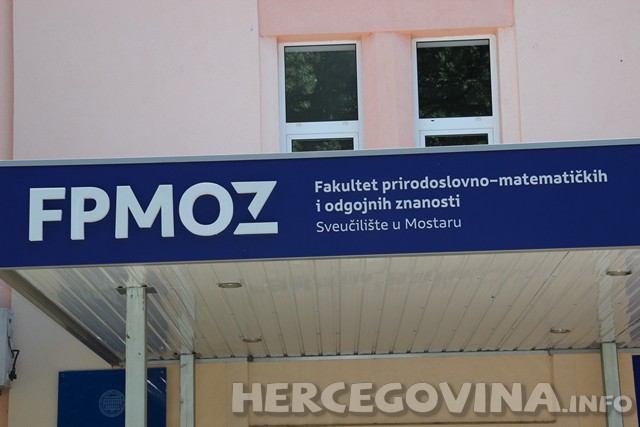 FPMOZ
Fakultet prirodoslovno-matematičkih
i odgojnih znanosti
Sveučilište u Mostaru
HERCEGOVINA.INFO